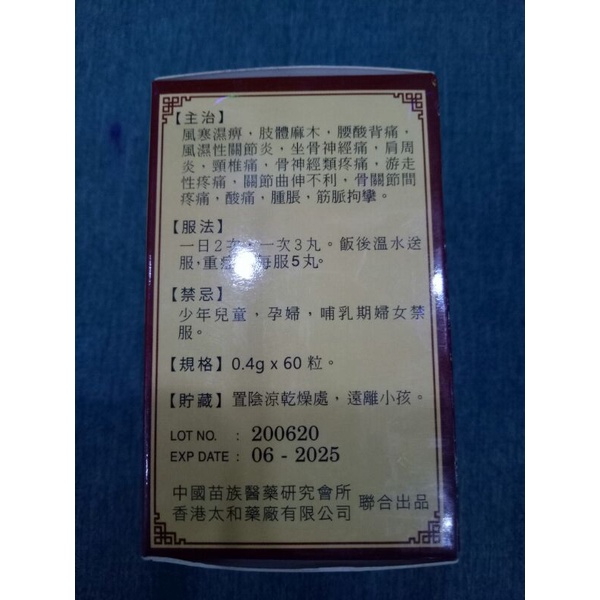 【主治】
風寒濕痹，肢體麻木，腰酸背痛，
風濕性關節炎，坐骨神經痛，肩周
炎，頸椎痛，骨神經類疼痛，游走
性疼痛，關節曲伸不利，骨關節間
疼痛，酸痛，腫脹，筋脈拘攣。
【服法】
一日2次，一次3丸。飯後溫水送
服，重 每服5丸。
【禁忌】
少年兒童，孕婦，哺乳期婦女禁
服。
【規格】0.4g x 60 粒。
【貯藏】置陰涼乾燥處，遠離小孩。
LOT NO. : 200620
EXP DATE : 06 - 2025
中國苗族醫藥研究會所
香港太和藥廠有限公司
聯合出品